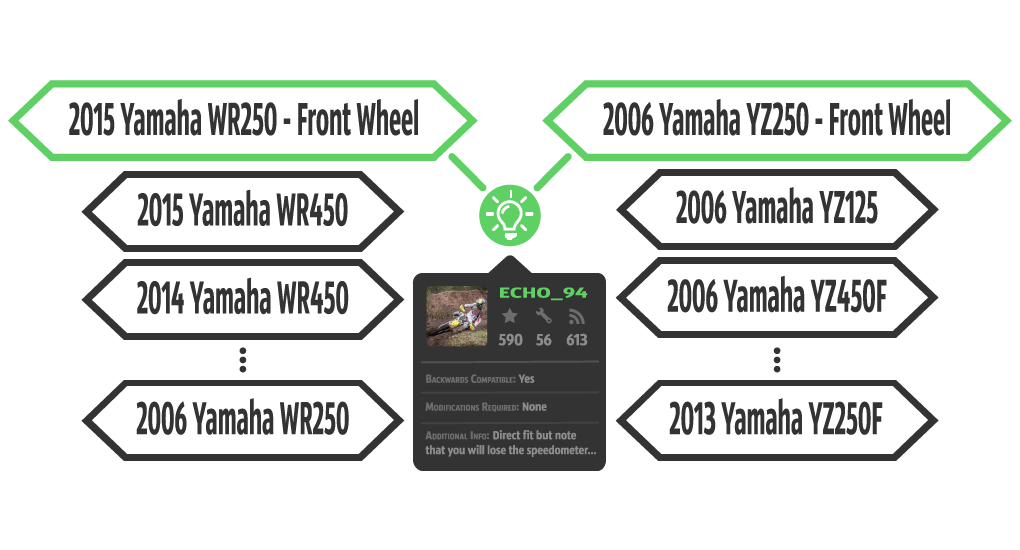 2015 Yamaha WR250 - Front Wheel
2006 Yamaha YZ250 - Front Wheel
2015 Yamaha WR450
2014 Yamaha WR450
2006 Yamaha WR250
2006 Yamaha YZ125
2006 Yamaha YZ450F
2013 Yamaha YZ250F
ECHO_94
590 56 613
Backwards Compatible: Yes
Modifications Required: None
Additional Info: Direct fit but note
that you will lose the speedometer...